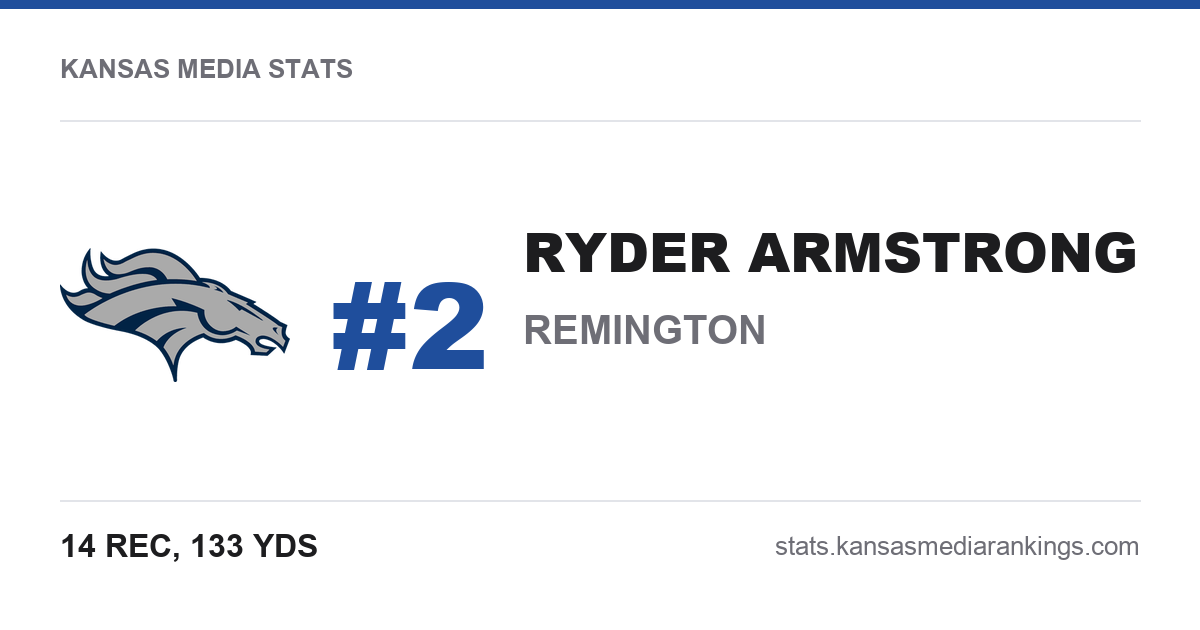 KANSAS MEDIA STATS
#2
RYDER ARMSTRONG
REMINGTON
14 REC, 133 YDS
stats.kansasmediarankings.com